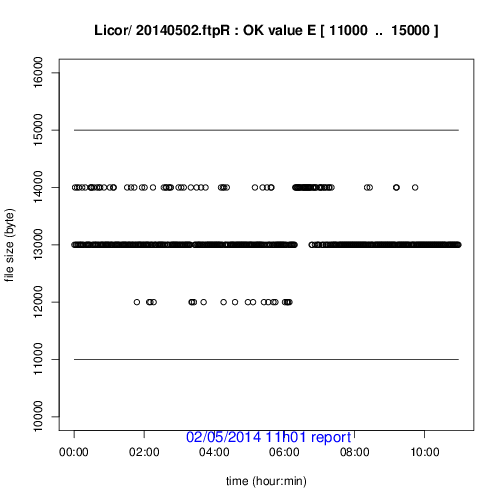 Licor/ 20140502.ftpR : OK value E [ 11000 .. 15000 ]
16000
15000
14000
13000
12000
11000
10000
file size (byte)
02/05/2014 11h01 report
00:00 02:00 04:00 06:00 08:00 10:00
time (hour:min)